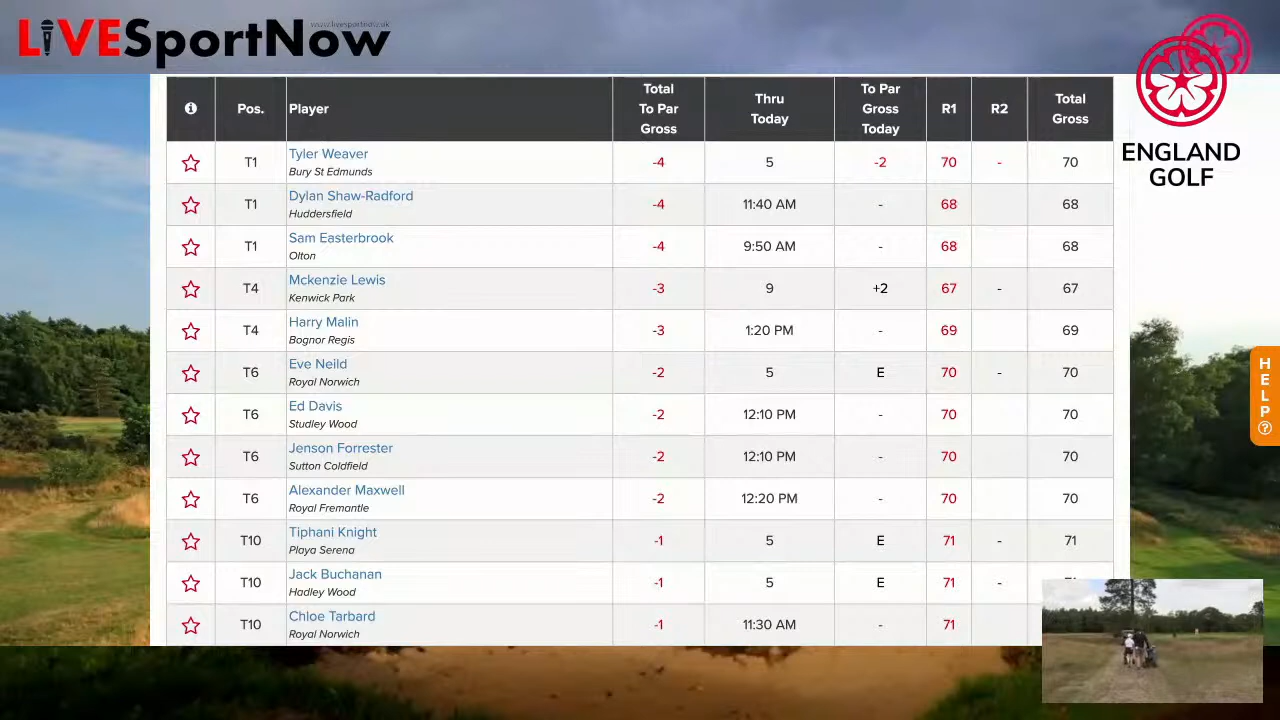 LiVESportNow
www.livesportnow.uk
Pos. Player Total To Par Gross Thru Today To Par Gross Today R1 R2 Total Gross
T1 Tyler Weaver -4 5 -2 70 - 70
Bury St Edmunds
T1 Dylan Shaw-Radford -4 11:40 AM - 68 68
Huddersfield
T1 Sam Easterbrook -4 9:50 AM - 68 68
Olton
T4 Mckenzie Lewis -3 9 +2 67 - 67
Kenwick Park
T4 Harry Malin -3 1:20 PM - 69 69
Bognor Regis
T6 Eve Neild -2 5 E 70 - 70
Royal Norwich
T6 Ed Davis -2 12:10 PM - 70 70
Studley Wood
T6 Jenson Forrester -2 12:10 PM - 70 70
Sutton Coldfield
T6 Alexander Maxwell -2 12:20 PM - 70 70
Royal Fremantle
T10 Tiphani Knight -1 5 E 71 - 71
Playa Serena
T10 Jack Buchanan -1 5 E 71 -
Hadley Wood
T10 Chloe Tarbard -1 11:30 AM - 71
Royal Norwich
ENGLAND
GOLF
HELP?